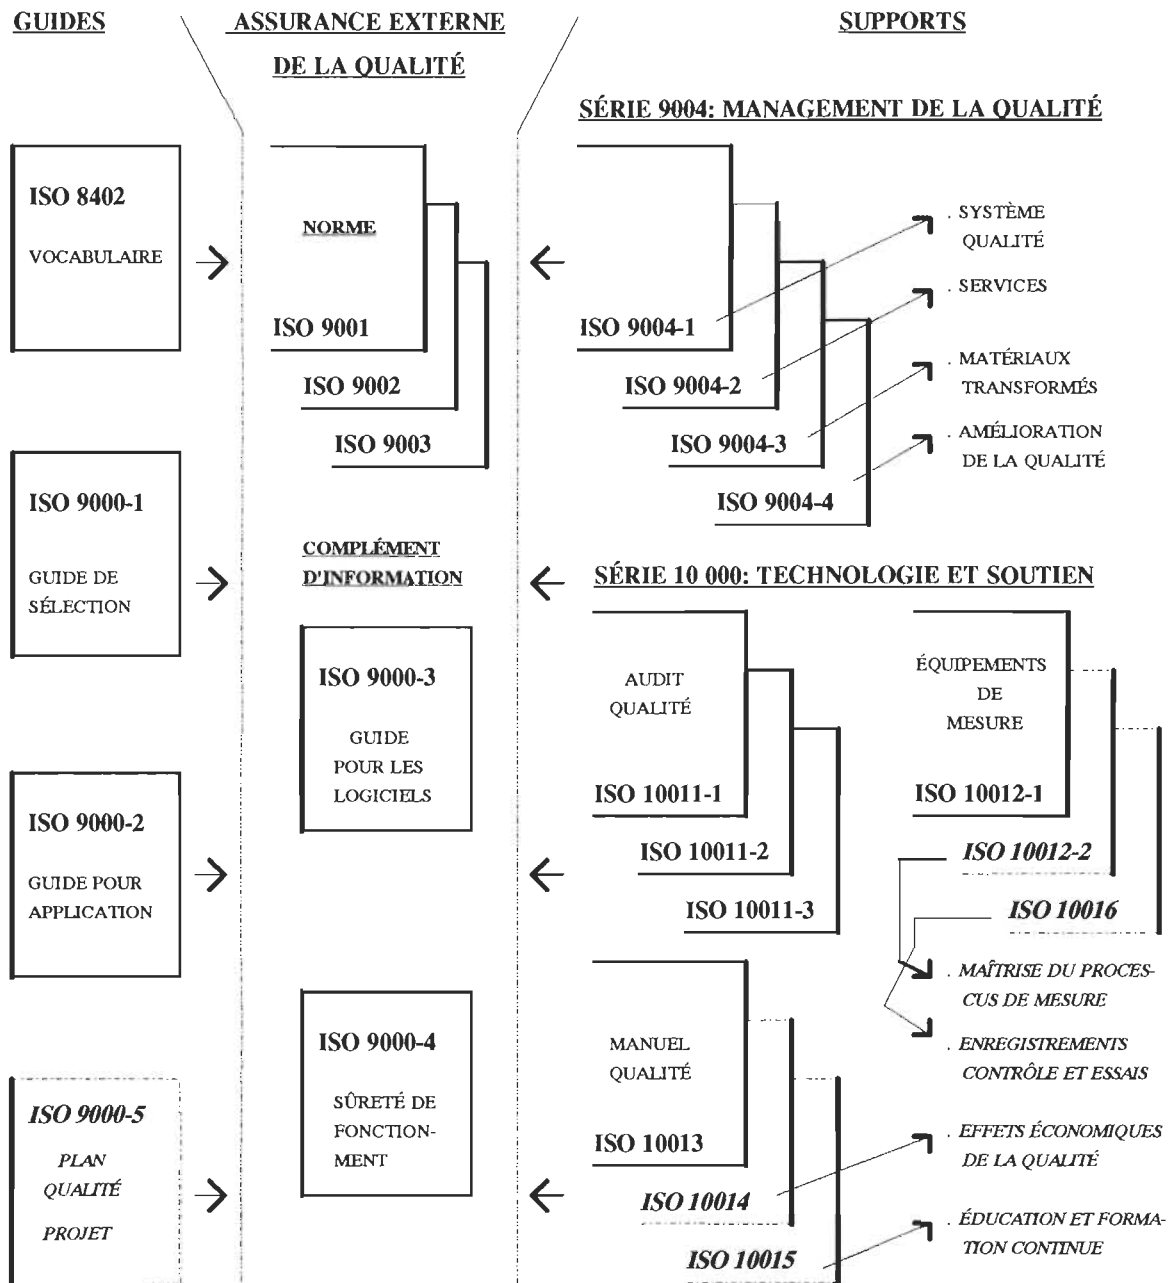 GUIDES
ASSURANCE EXTERNE
DE LA QUALITÉ
SUPPORTS
ISO 8402
VOCABULAIRE
ISO 9000-1
GUIDE DE
SÉLECTION
ISO 9000-2
GUIDE POUR
APPLICATION
ISO 9000-5
PLAN
QUALITÉ
PROJET
NORME
ISO 9001
ISO 9002
ISO 9003
COMPLÉMENT
D'INFORMATION
ISO 9000-3
GUIDE
POUR LES
LOGICIELS
ISO 9000-4
SÛRETÉ DE
FONCTION-
MENT
SÉRIE 9004: MANAGEMENT DE LA QUALITÉ
ISO 9004-1
ISO 9004-2
ISO 9004-3
ISO 9004-4
. SYSTÈME
QUALITÉ
. SERVICES
. MATÉRIAUX
TRANSFORMÉS
. AMÉLIORATION
DE LA QUALITÉ
SÉRIE 10 000: TECHNOLOGIE ET SOUTIEN
AUDIT
QUALITÉ
ISO 10011-1
ISO 10011-2
ISO 10011-3
ÉQUIPEMENTS
DE
MESURE
ISO 10012-1
ISO 10012-2
ISO 10016
. MAÎTRISE DU PROCES-
CUS DE MESURE
. ENREGISTREMENTS
CONTRÔLE ET ESSAIS
MANUEL
QUALITÉ
ISO 10013
ISO 10014
ISO 10015
. EFFETS ÉCONOMIQUES
DE LA QUALITÉ
. ÉDUCATION ET FORMA-
TION CONTINUE